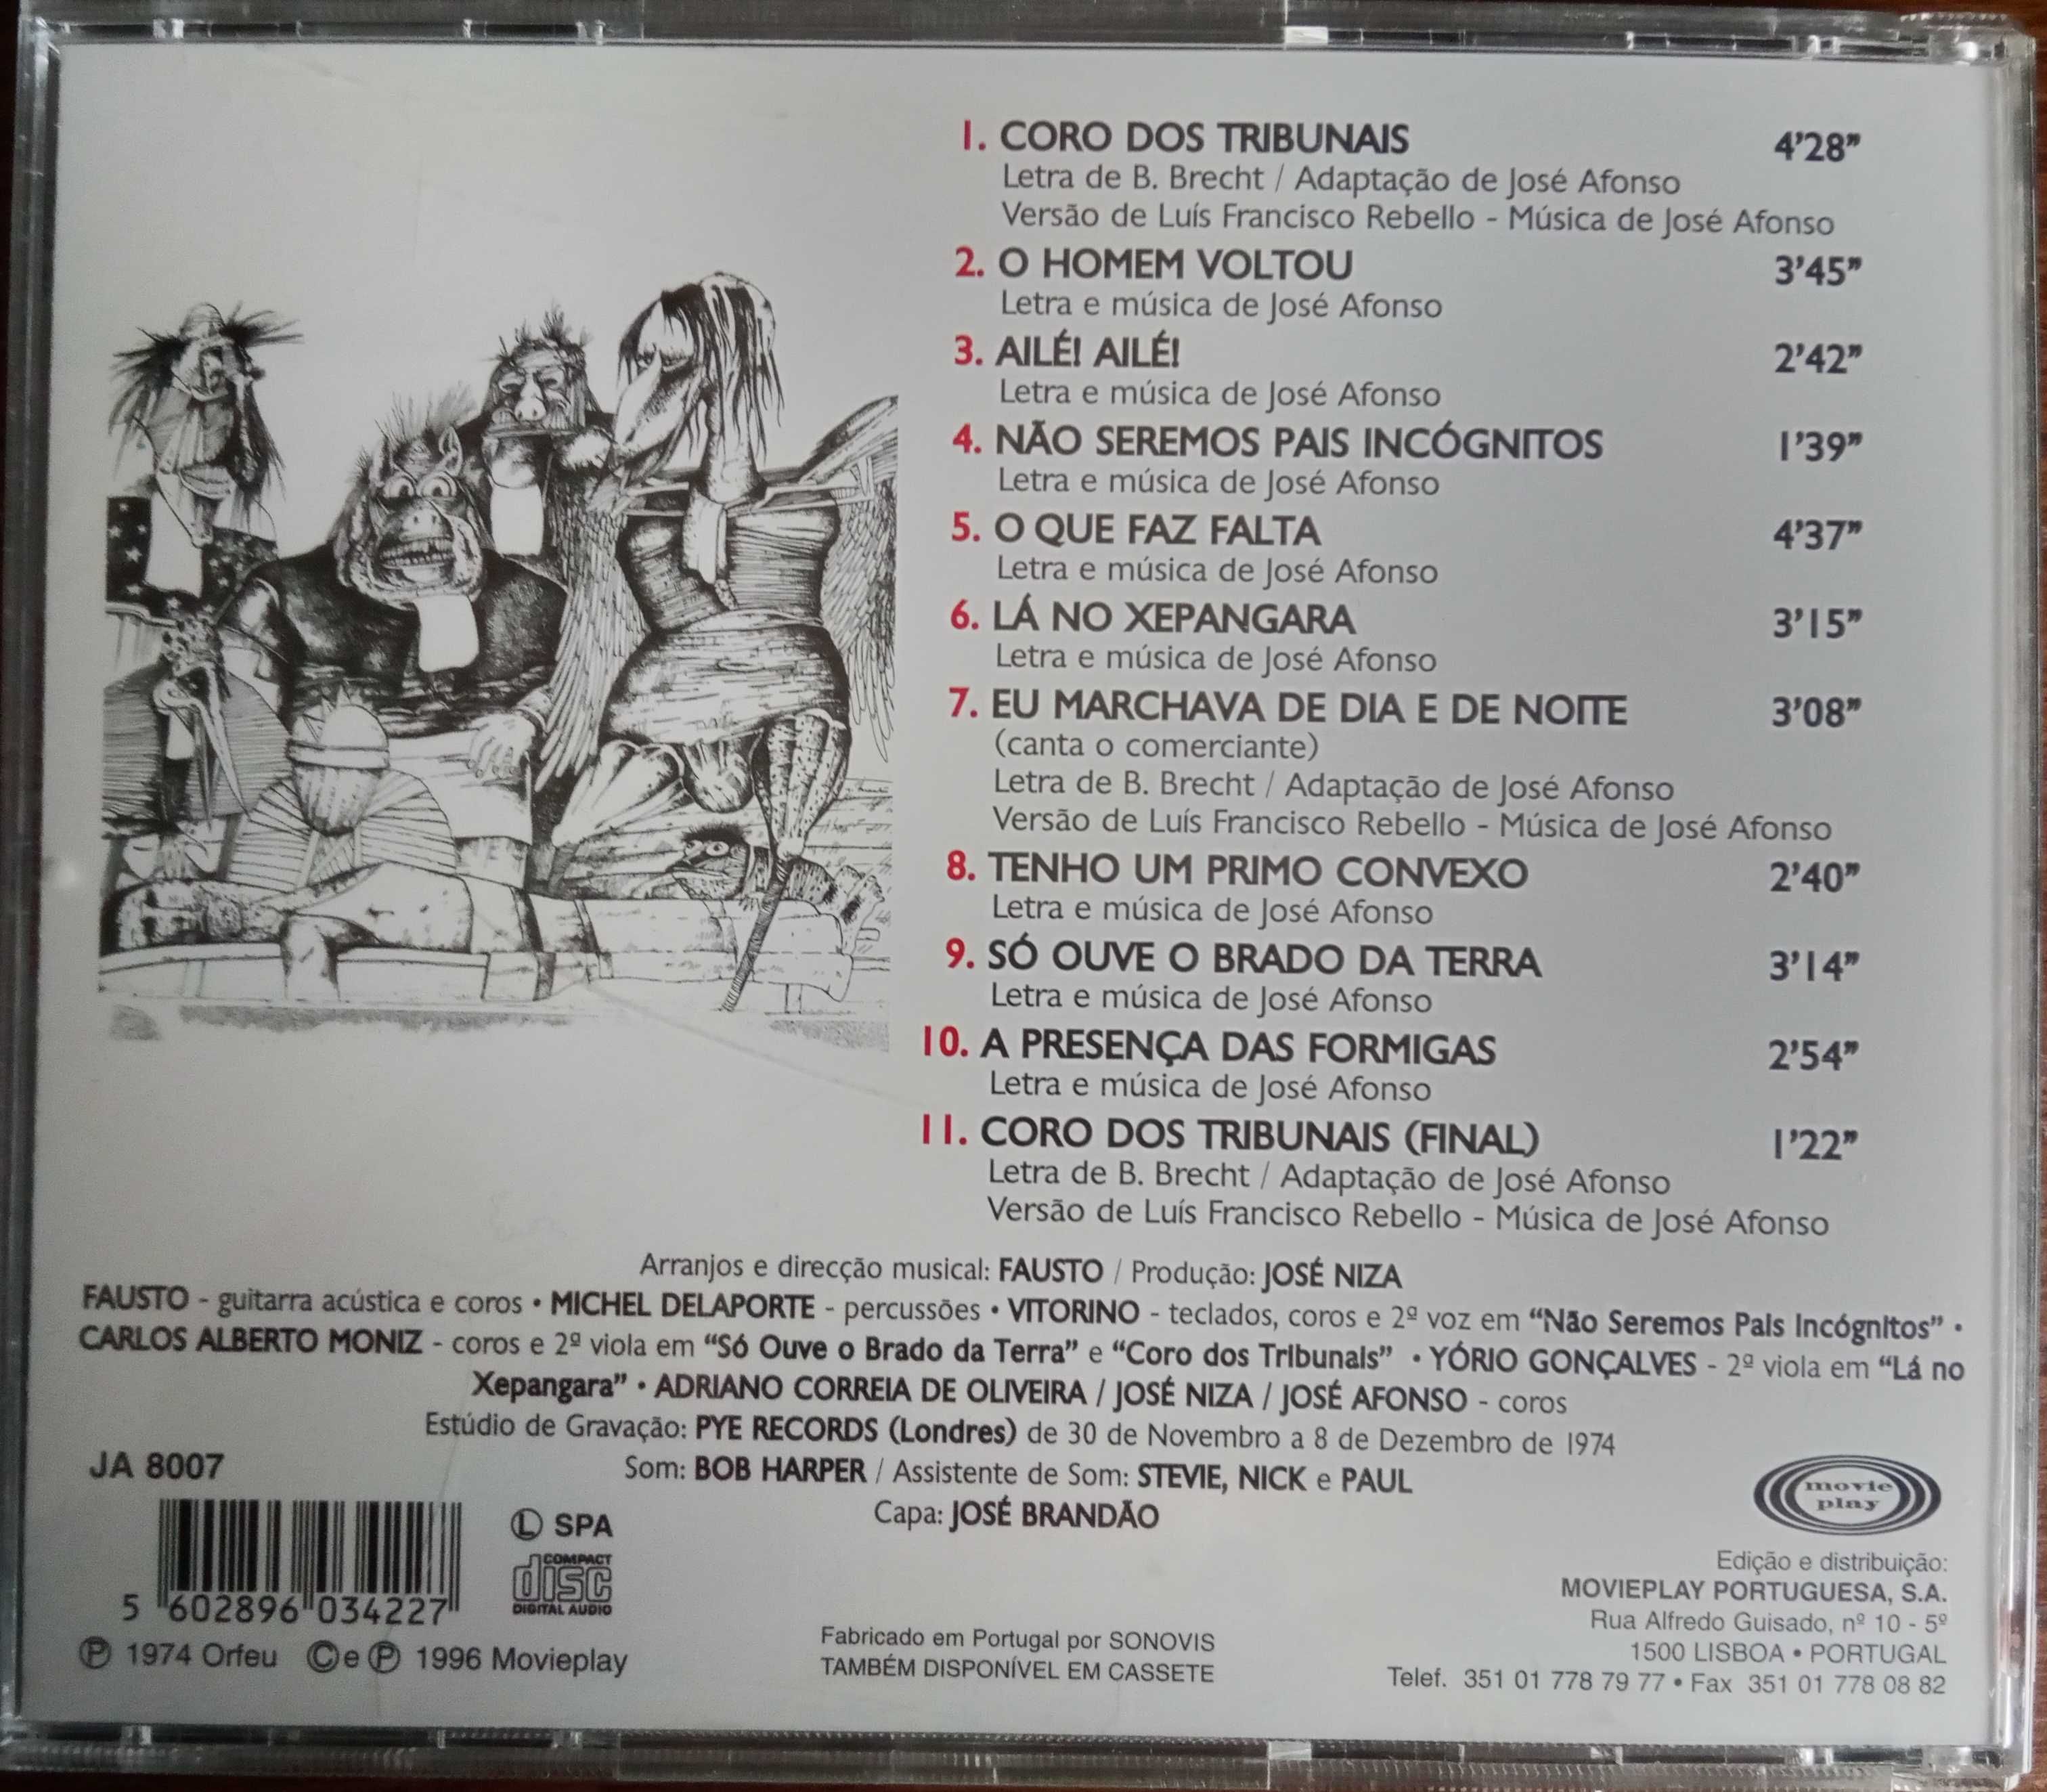 1. CORO DOS TRIBUNAIS 4'28”
Letra de B. Brecht / Adaptação de José Afonso
Versão de Luís Francisco Rebello - Música de José Afonso
2. O HOMEM VOLTOU 3'45”
Letra e música de José Afonso
3. AILÉ! AILÉ! 2'42”
Letra e música de José Afonso
4. NÃO SEREMOS PAIS INCÓGNITOS 1'39”
Letra e música de José Afonso
5. O QUE FAZ FALTA 4'37”
Letra e música de José Afonso
6. LÁ NO XEPANGARA 3'15”
Letra e música de José Afonso
7. EU MARCHAVA DE DIA E DE NOITE 3'08”
(canta o comerciante)
Letra de B. Brecht / Adaptação de José Afonso
Versão de Luís Francisco Rebello - Música de José Afonso
8. TENHO UM PRIMO CONVEXO 2'40”
Letra e música de José Afonso
9. SÓ OUVE O BRADO DA TERRA 3'14”
Letra e música de José Afonso
10. A PRESENÇA DAS FORMIGAS 2'54”
Letra e música de José Afonso
11. CORO DOS TRIBUNAIS (FINAL) 1'22”
Letra de B. Brecht / Adaptação de José Afonso
Versão de Luís Francisco Rebello - Música de José Afonso
Arranjos e direcção musical: FAUSTO / Produção: JOSÉ NIZA
FAUSTO - guitarra acústica e coros • MICHEL DELAPORTE - percussões • VITORINO - teclados, coros e 2ª voz em “Não Seremos Pais Incógnitos” •
CARLOS ALBERTO MONIZ - coros e 2ª viola em “Só Ouve o Brado da Terra” e “Coro dos Tribunais” • YÓRIO GONÇALVES - 2ª viola em “Lá no
Xepangara” • ADRIANO CORREIA DE OLIVEIRA / JOSÉ NIZA / JOSÉ AFONSO - coros
Estúdio de Gravação: PYE RECORDS (Londres) de 30 de Novembro a 8 de Dezembro de 1974
Som: BOB HARPER / Assistente de Som: STEVIE, NICK e PAUL
Capa: JOSÉ BRANDÃO
JA 8007
5 602896 034227
Ⓛ SPA
COMPACT
disc
DIGITAL AUDIO
Ⓟ 1974 Orfeu © e Ⓟ 1996 Movieplay
Fabricado em Portugal por SONOVIS
TAMBÉM DISPONÍVEL EM CASSETE
movie
play
Edição e distribuição:
MOVIEPLAY PORTUGUESA, S.A.
Rua Alfredo Guisado, nº 10 - 5º
1500 LISBOA • PORTUGAL
Telef. 351 01 778 79 77 • Fax 351 01 778 08 82